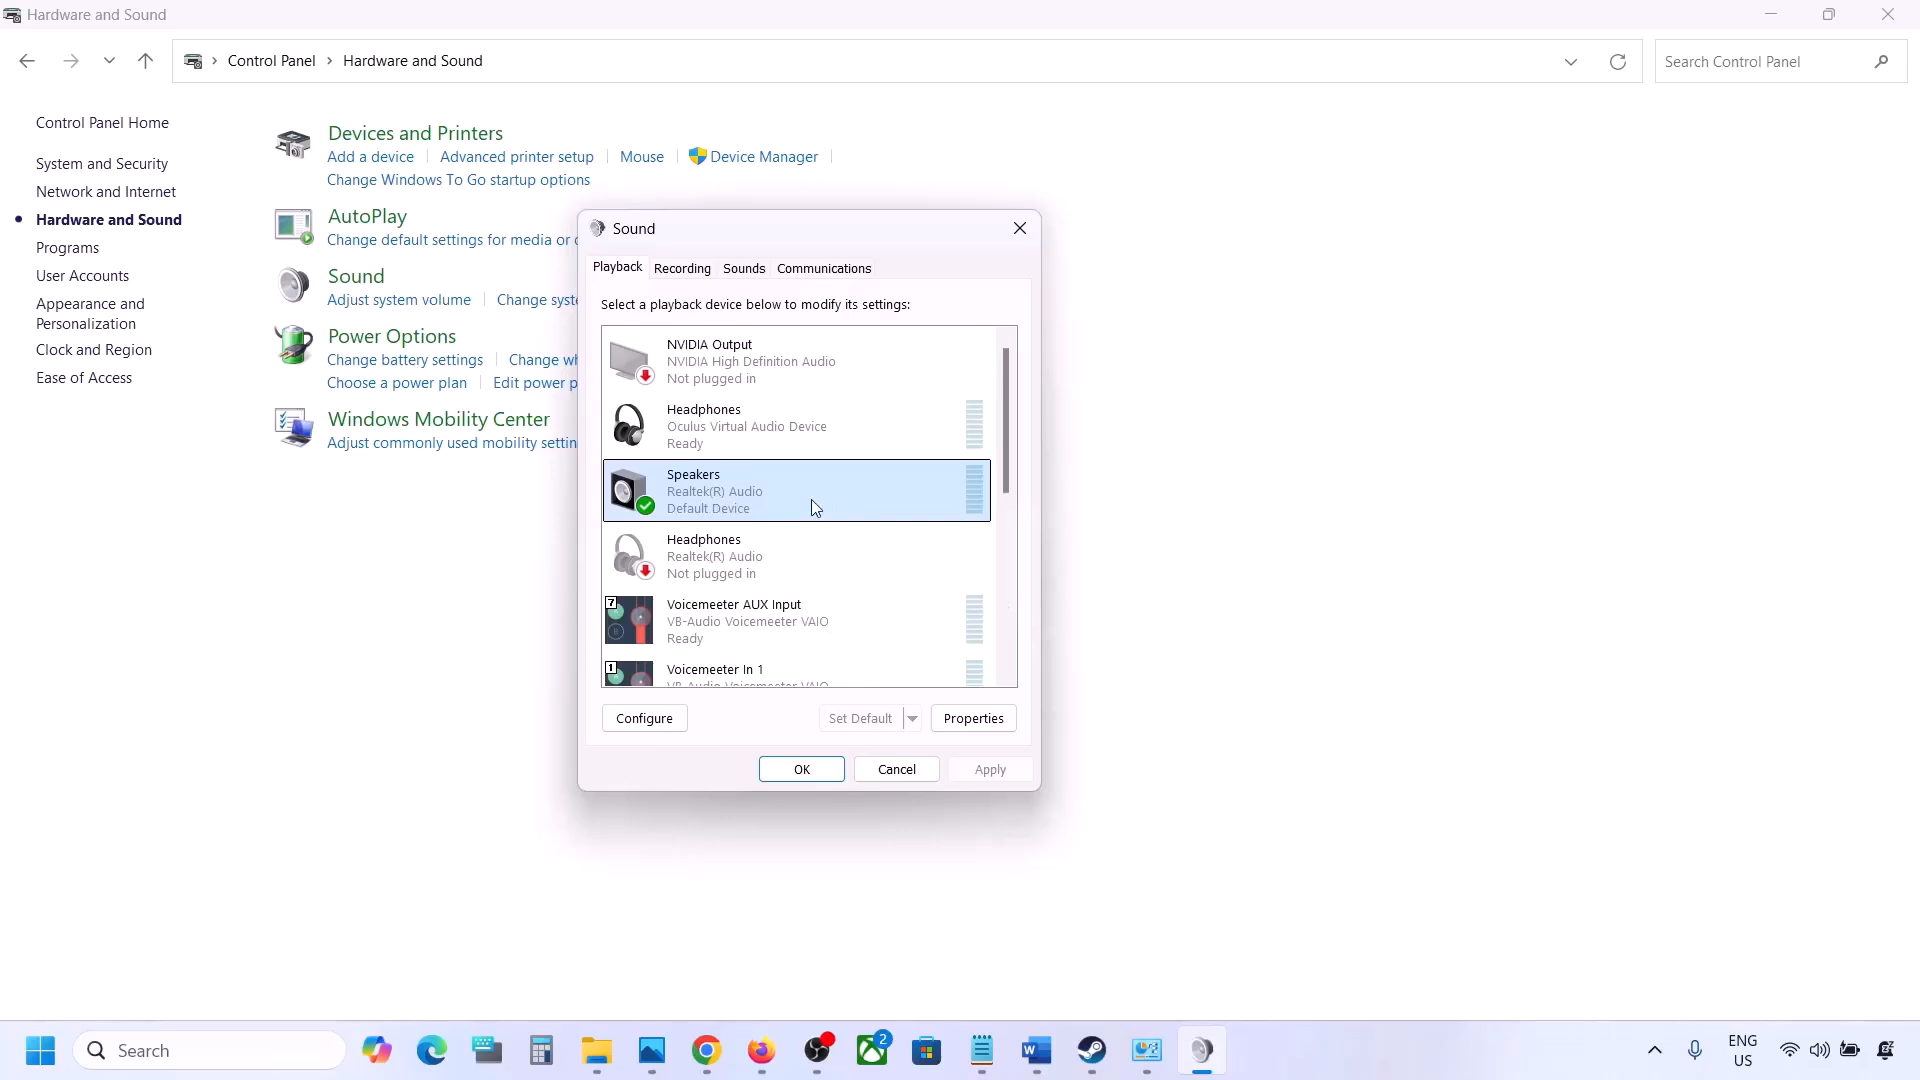 Hardware and Sound
Control Panel > Hardware and Sound
Search Control Panel
Control Panel Home
System and Security
Network and Internet
Hardware and Sound
Programs
User Accounts
Appearance and
Personalization
Clock and Region
Ease of Access
Devices and Printers
Add a device Advanced printer setup Mouse Device Manager
Change Windows To Go startup options
AutoPlay
Change default settings for media or
Sound
Adjust system volume Change syst
Power Options
Change battery settings Change wh
Choose a power plan Edit power p
Windows Mobility Center
Adjust commonly used mobility settin
Sound
Playback Recording Sounds Communications
Select a playback device below to modify its settings:
NVIDIA Output
NVIDIA High Definition Audio
Not plugged in
Headphones
Oculus Virtual Audio Device
Ready
Speakers
Realtek(R) Audio
Default Device
Headphones
Realtek(R) Audio
Not plugged in
7
Voicemeeter AUX Input
VB-Audio Voicemeeter VAIO
Ready
1
Voicemeeter In 1
VB-Audio Voicemeeter VAIO
Configure Set Default Properties
OK Cancel Apply
Search
2
ENG
US